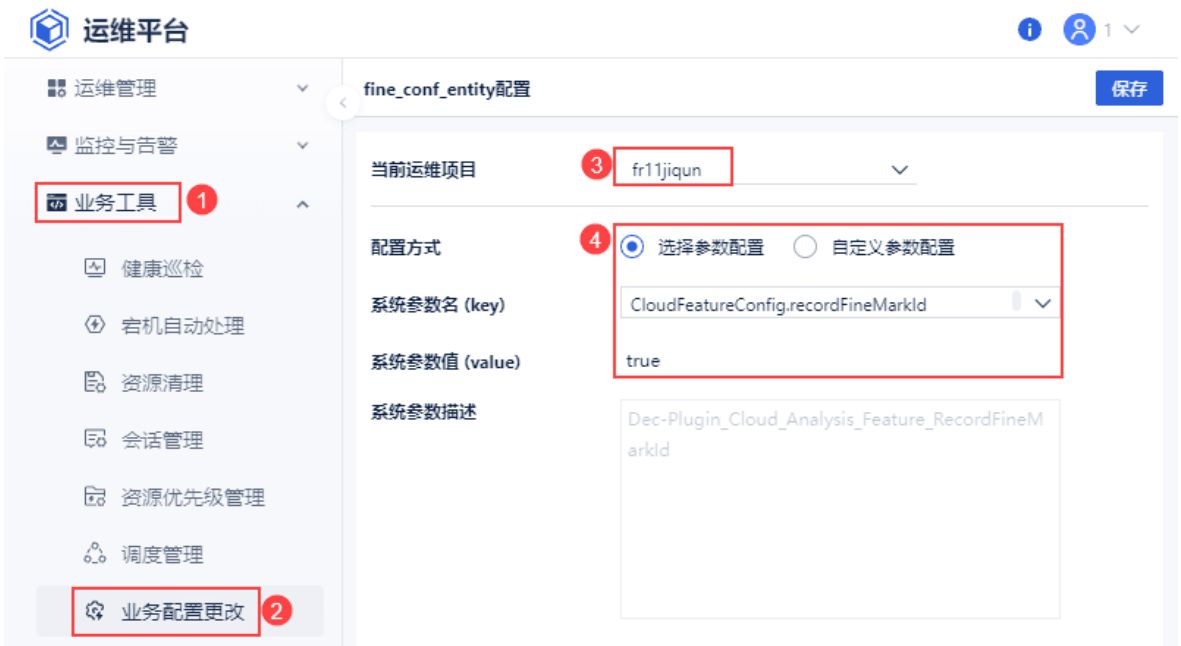 运维平台
1
运维管理
监控与告警
业务工具
1
健康巡检
宕机自动处理
资源清理
会话管理
资源优先级管理
调度管理
业务配置更改
2
fine_conf_entity配置
保存
当前运维项目
3
fr11jiqun
配置方式
4
选择参数配置
自定义参数配置
系统参数名 (key)
CloudFeatureConfig.recordFineMarkId
系统参数值 (value)
true
系统参数描述
Dec-Plugin_Cloud_Analysis_Feature_RecordFineM
arkId